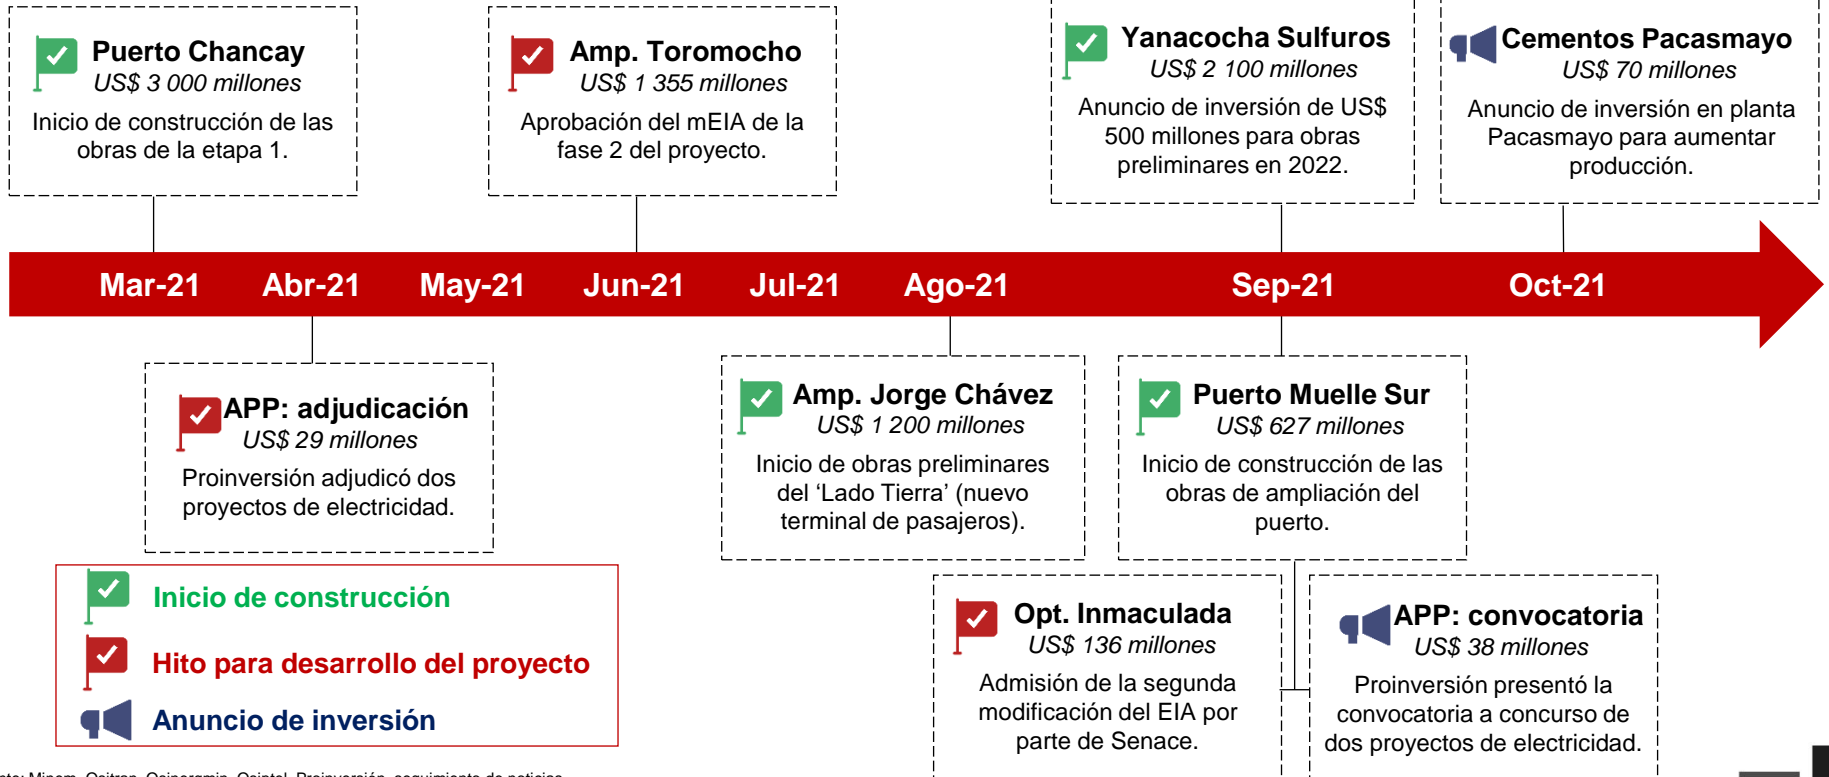 Puerto Chancay
US$ 3 000 millones
Inicio de construcción de las
obras de la etapa 1.
Amp. Toromocho
US$ 1 355 millones
Aprobación del mEIA de la
fase 2 del proyecto.
Yanacocha Sulfuros
US$ 2 100 millones
Anuncio de inversión de US$
500 millones para obras
preliminares en 2022.
Cementos Pacasmayo
US$ 70 millones
Anuncio de inversión en planta
Pacasmayo para aumentar
producción.
Mar-21
Abr-21
May-21
Jun-21
Jul-21
Ago-21
Sep-21
Oct-21
APP: adjudicación
US$ 29 millones
Proinversión adjudicó dos
proyectos de electricidad.
Amp. Jorge Chávez
US$ 1 200 millones
Inicio de obras preliminares
del ‘Lado Tierra’ (nuevo
terminal de pasajeros).
Puerto Muelle Sur
US$ 627 millones
Inicio de construcción de las
obras de ampliación del
puerto.
Inicio de construcción
Hito para desarrollo del proyecto
Anuncio de inversión
Opt. Inmaculada
US$ 136 millones
Admisión de la segunda
modificación del EIA por
parte de Senace.
APP: convocatoria
US$ 38 millones
Proinversión presentó la
convocatoria a concurso de
dos proyectos de electricidad.